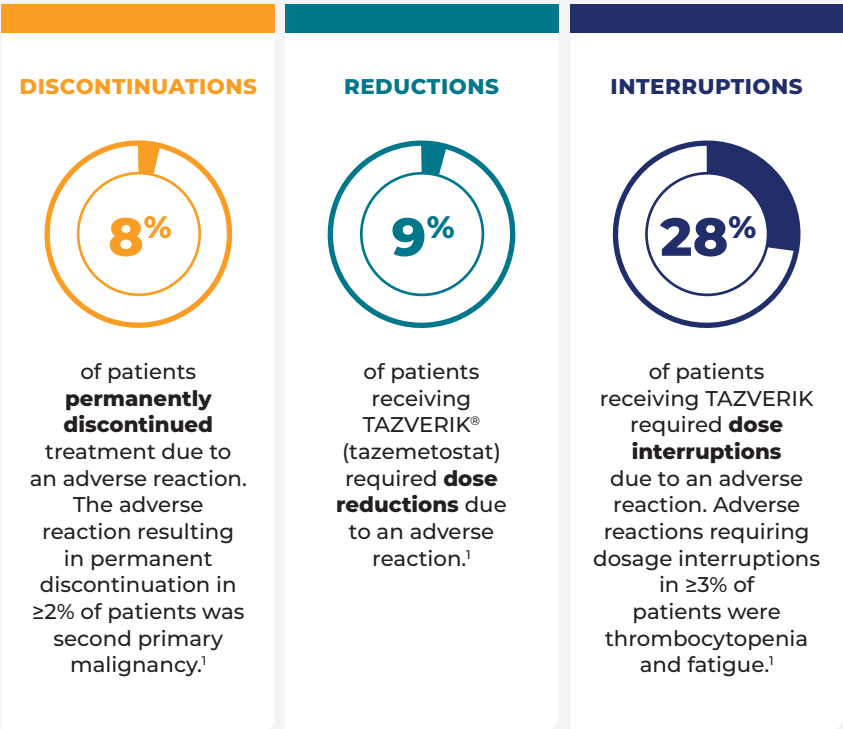 DISCONTINUATIONS
8%
of patients
permanently
discontinued
treatment due to
an adverse reaction.
The adverse
reaction resulting
in permanent
discontinuation in
≥2% of patients was
second primary
malignancy.¹
REDUCTIONS
9%
of patients
receiving
TAZVERIK®
(tazemetostat)
required dose
reductions due
to an adverse
reaction.¹
INTERRUPTIONS
28%
of patients
receiving TAZVERIK
required dose
interruptions
due to an adverse
reaction. Adverse
reactions requiring
dosage interruptions
in ≥3% of
patients were
thrombocytopenia
and fatigue.¹